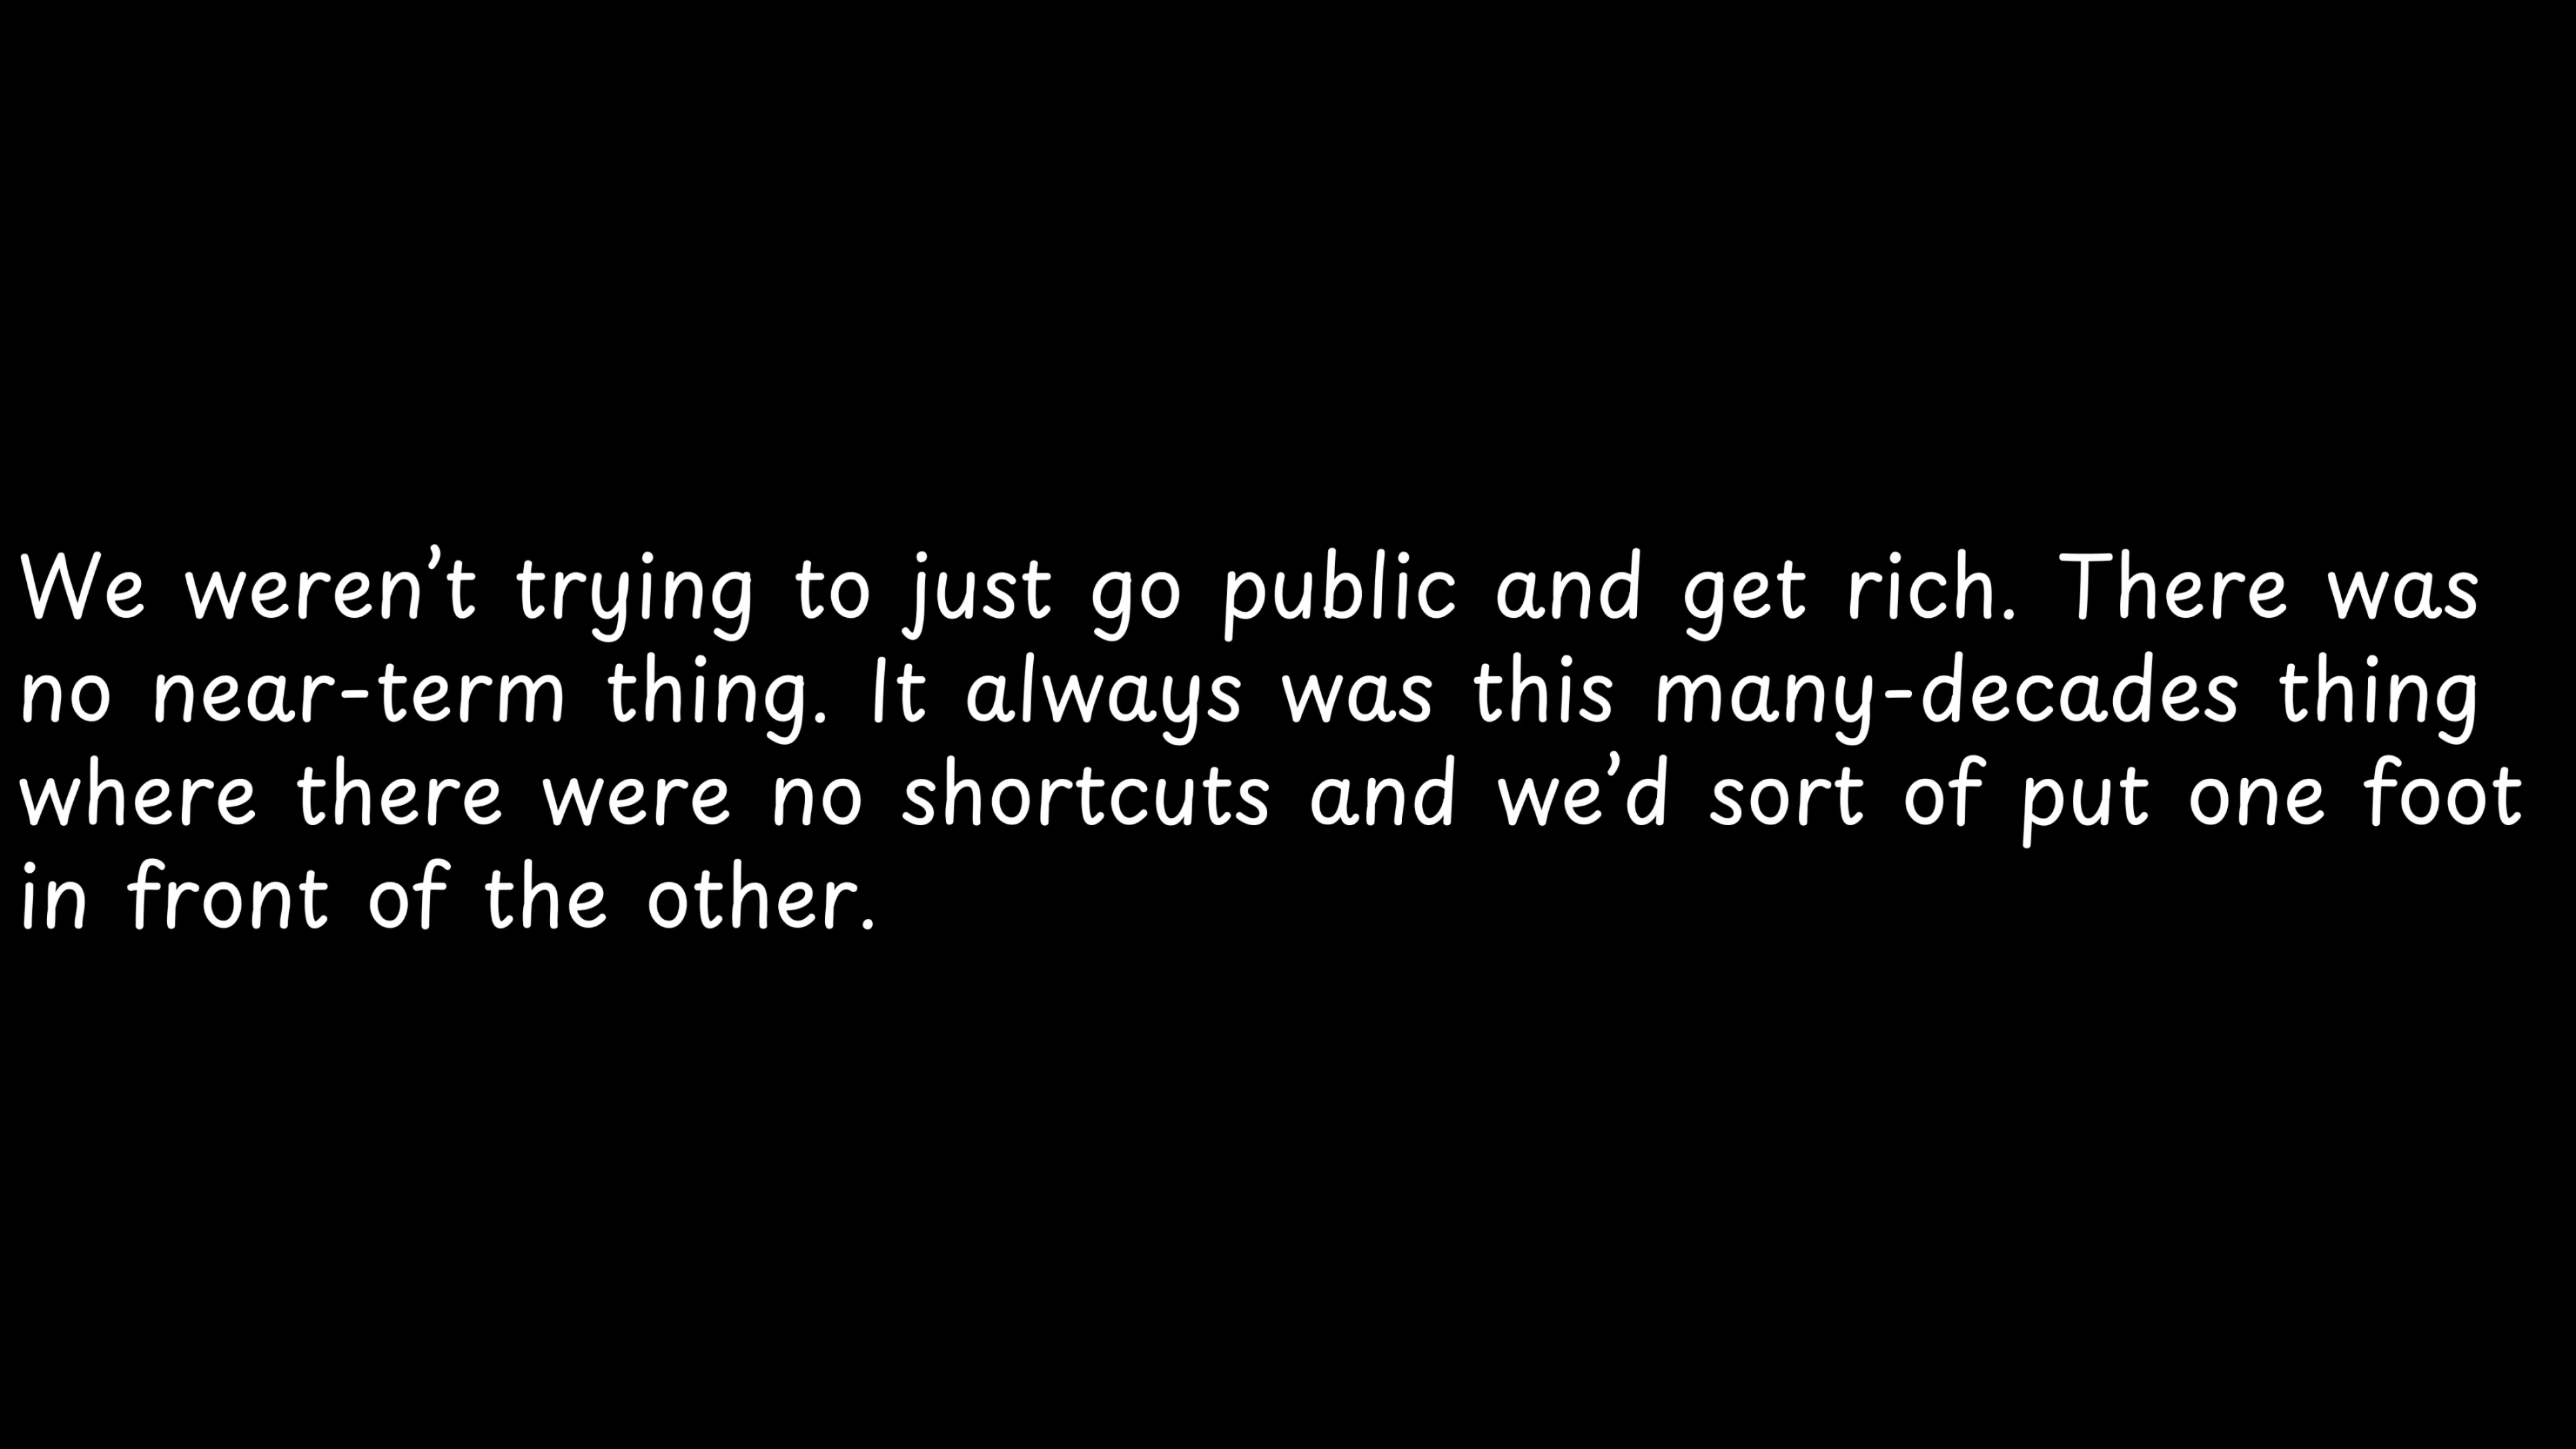 We weren’t trying to just go public and get rich. There was
no near-term thing. It always was this many-decades thing
where there were no shortcuts and we’d sort of put one foot
in front of the other.